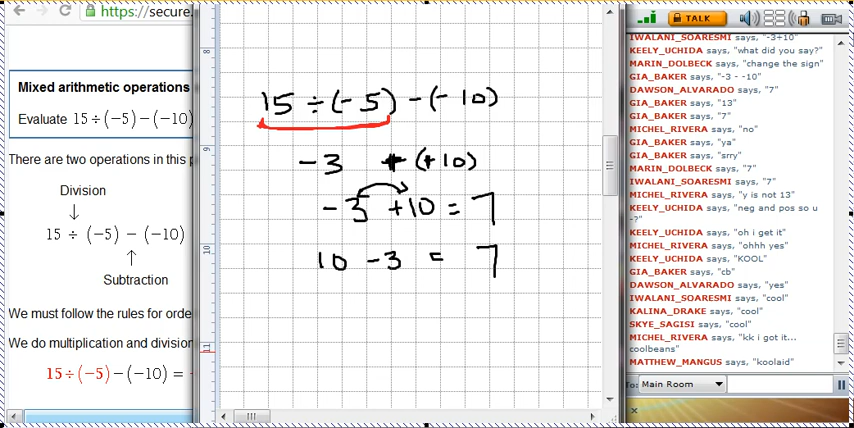 https://secure.
Mixed arithmetic operations
Evaluate 15 ÷ (−5) − (−10)
There are two operations in this p
Division
↓
15 ÷ (−5) − (−10)
↑
Subtraction
We must follow the rules for orde
We do multiplication and division
15 ÷ (−5) − (−10) =
8
9
10
11
15 ÷ (−5) − (−10)
−3 + (+10)
−3 +10 = 7
10 −3 = 7
TALK
IWALANI_SOARESMI says, "-3+10"
KEELY_UCHIDA says, "what did you say?"
MARIN_DOLBECK says, "change the sign"
GIA_BAKER says, "-3 - -10"
DAWSON_ALVARADO says, "7"
GIA_BAKER says, "13"
GIA_BAKER says, "7"
MICHEL_RIVERA says, "no"
GIA_BAKER says, "ya"
GIA_BAKER says, "srry"
MARIN_DOLBECK says, "7"
IWALANI_SOARESMI says, "7"
MICHEL_RIVERA says, "y is not 13"
KEELY_UCHIDA says, "neg and pos so u
-?"
KEELY_UCHIDA says, "oh i get it"
MICHEL_RIVERA says, "ohhh yes"
KEELY_UCHIDA says, "KOOL"
GIA_BAKER says, "cb"
DAWSON_ALVARADO says, "yes"
IWALANI_SOARESMI says, "cool"
KALINA_DRAKE says, "cool"
SKYE_SAGISI says, "cool"
MICHEL_RIVERA says, "kk i got it...
coolbeans"
MATTHEW_MANGUS says, "koolaid"
To: Main Room